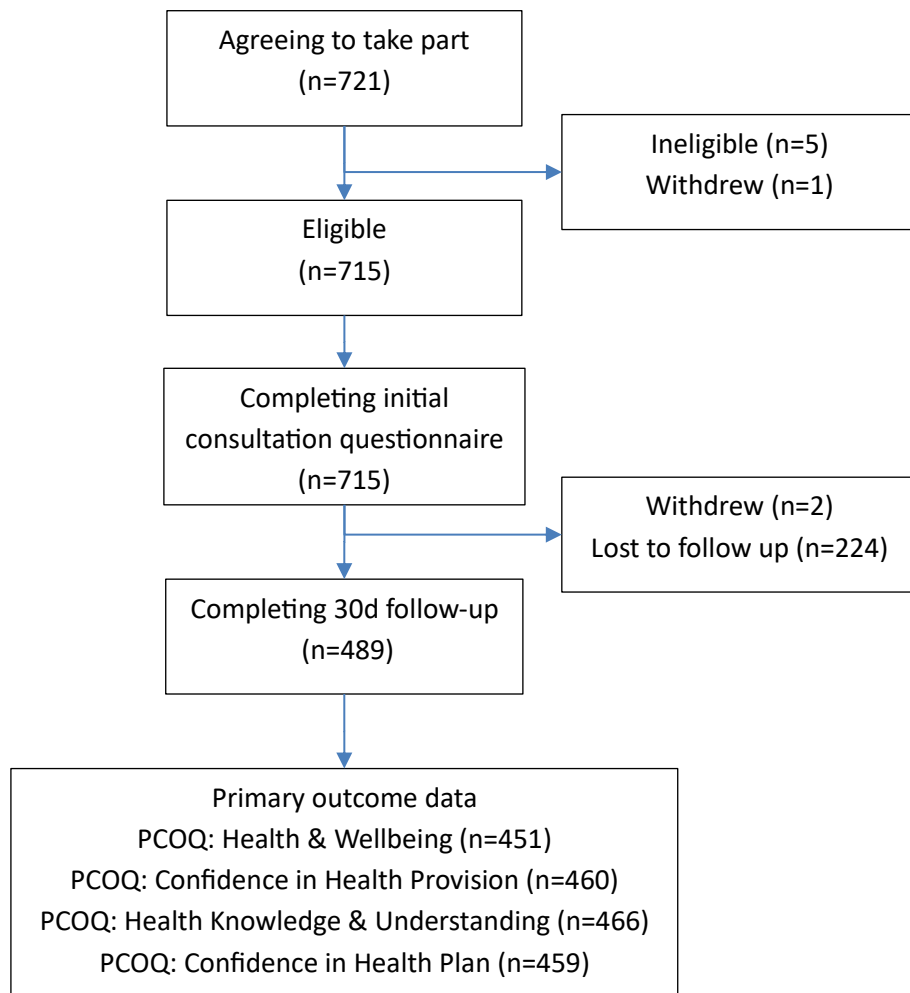 Agreeing to take part
(n=721)
Ineligible (n=5)
Withdrew (n=1)
Eligible
(n=715)
Completing initial
consultation questionnaire
(n=715)
Withdrew (n=2)
Lost to follow up (n=224)
Completing 30d follow-up
(n=489)
Primary outcome data
PCOQ: Health & Wellbeing (n=451)
PCOQ: Confidence in Health Provision (n=460)
PCOQ: Health Knowledge & Understanding (n=466)
PCOQ: Confidence in Health Plan (n=459)